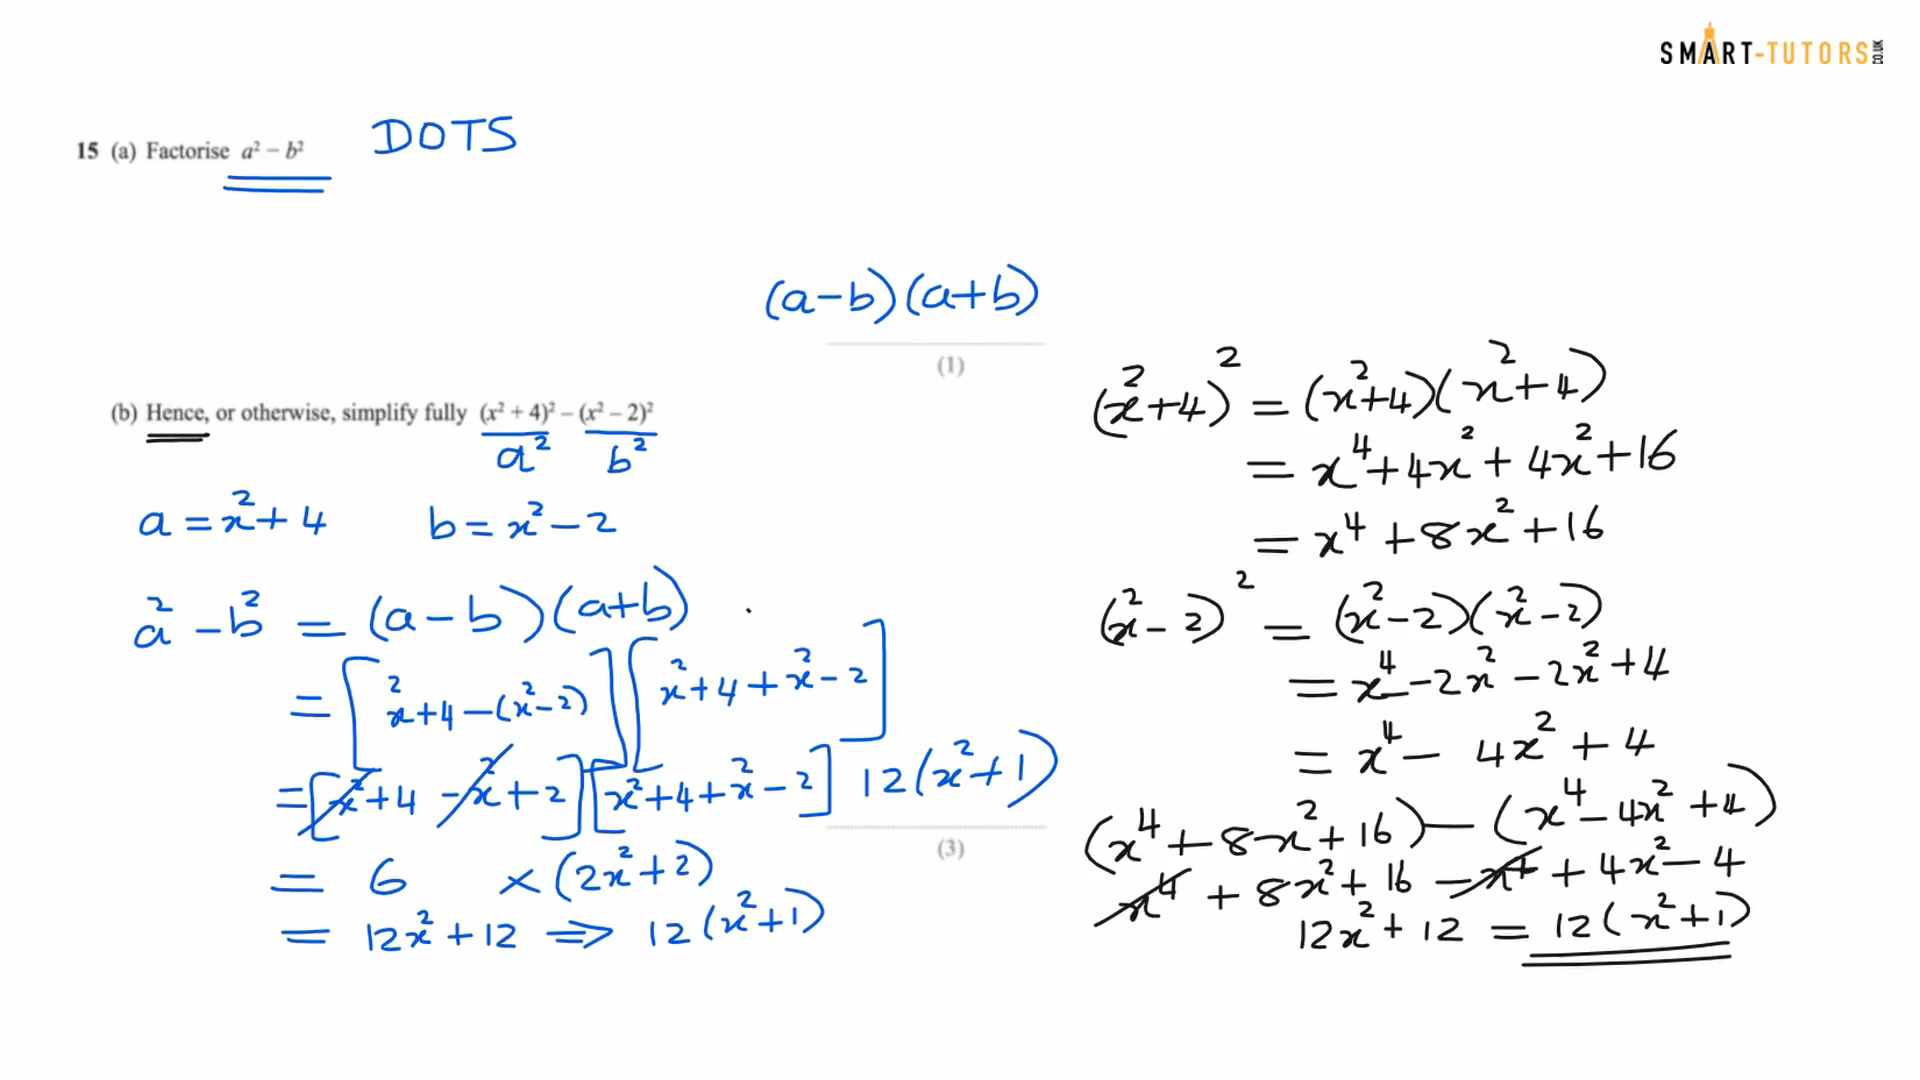 SMART-TUTORS.CO.UK
15 (a) Factorise a² − b²
DOTS
(a−b)(a+b)
(1)
(b) Hence, or otherwise, simplify fully (x² + 4)² − (x² − 2)²
a² b²
a = x² + 4 b = x² − 2
a² − b² = (a − b)(a+b)
= [x²+4 −(x²−2)][x²+4 + x² − 2]
= [x²+4 −x²+2][x²+4+x²−2]
12(x²+1)
(3)
= 6 × (2x²+2)
= 12x² + 12 ⇒ 12(x²+1)
(x²+4)² = (x²+4)(x²+4)
= x⁴+4x² + 4x²+16
= x⁴ + 8x² + 16
(x² − 2)² = (x²−2)(x²−2)
= x⁴ −2x² − 2x² + 4
= x⁴ − 4x² + 4
(x⁴ + 8x² + 16) − (x⁴ − 4x² + 4)
x⁴ + 8x² + 16 − x⁴ + 4x² − 4
12x² + 12 = 12(x²+1)